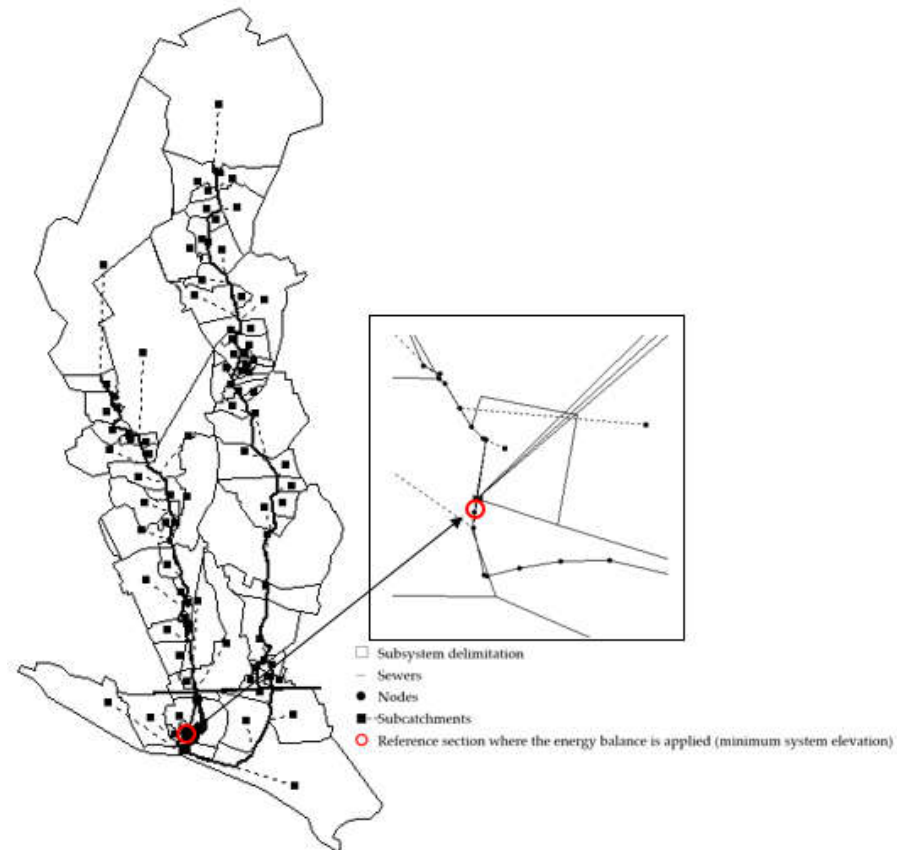 Subsystem delimitation
Sewers
Nodes
Subcatchments
Reference section where the energy balance is applied (minimum system elevation)